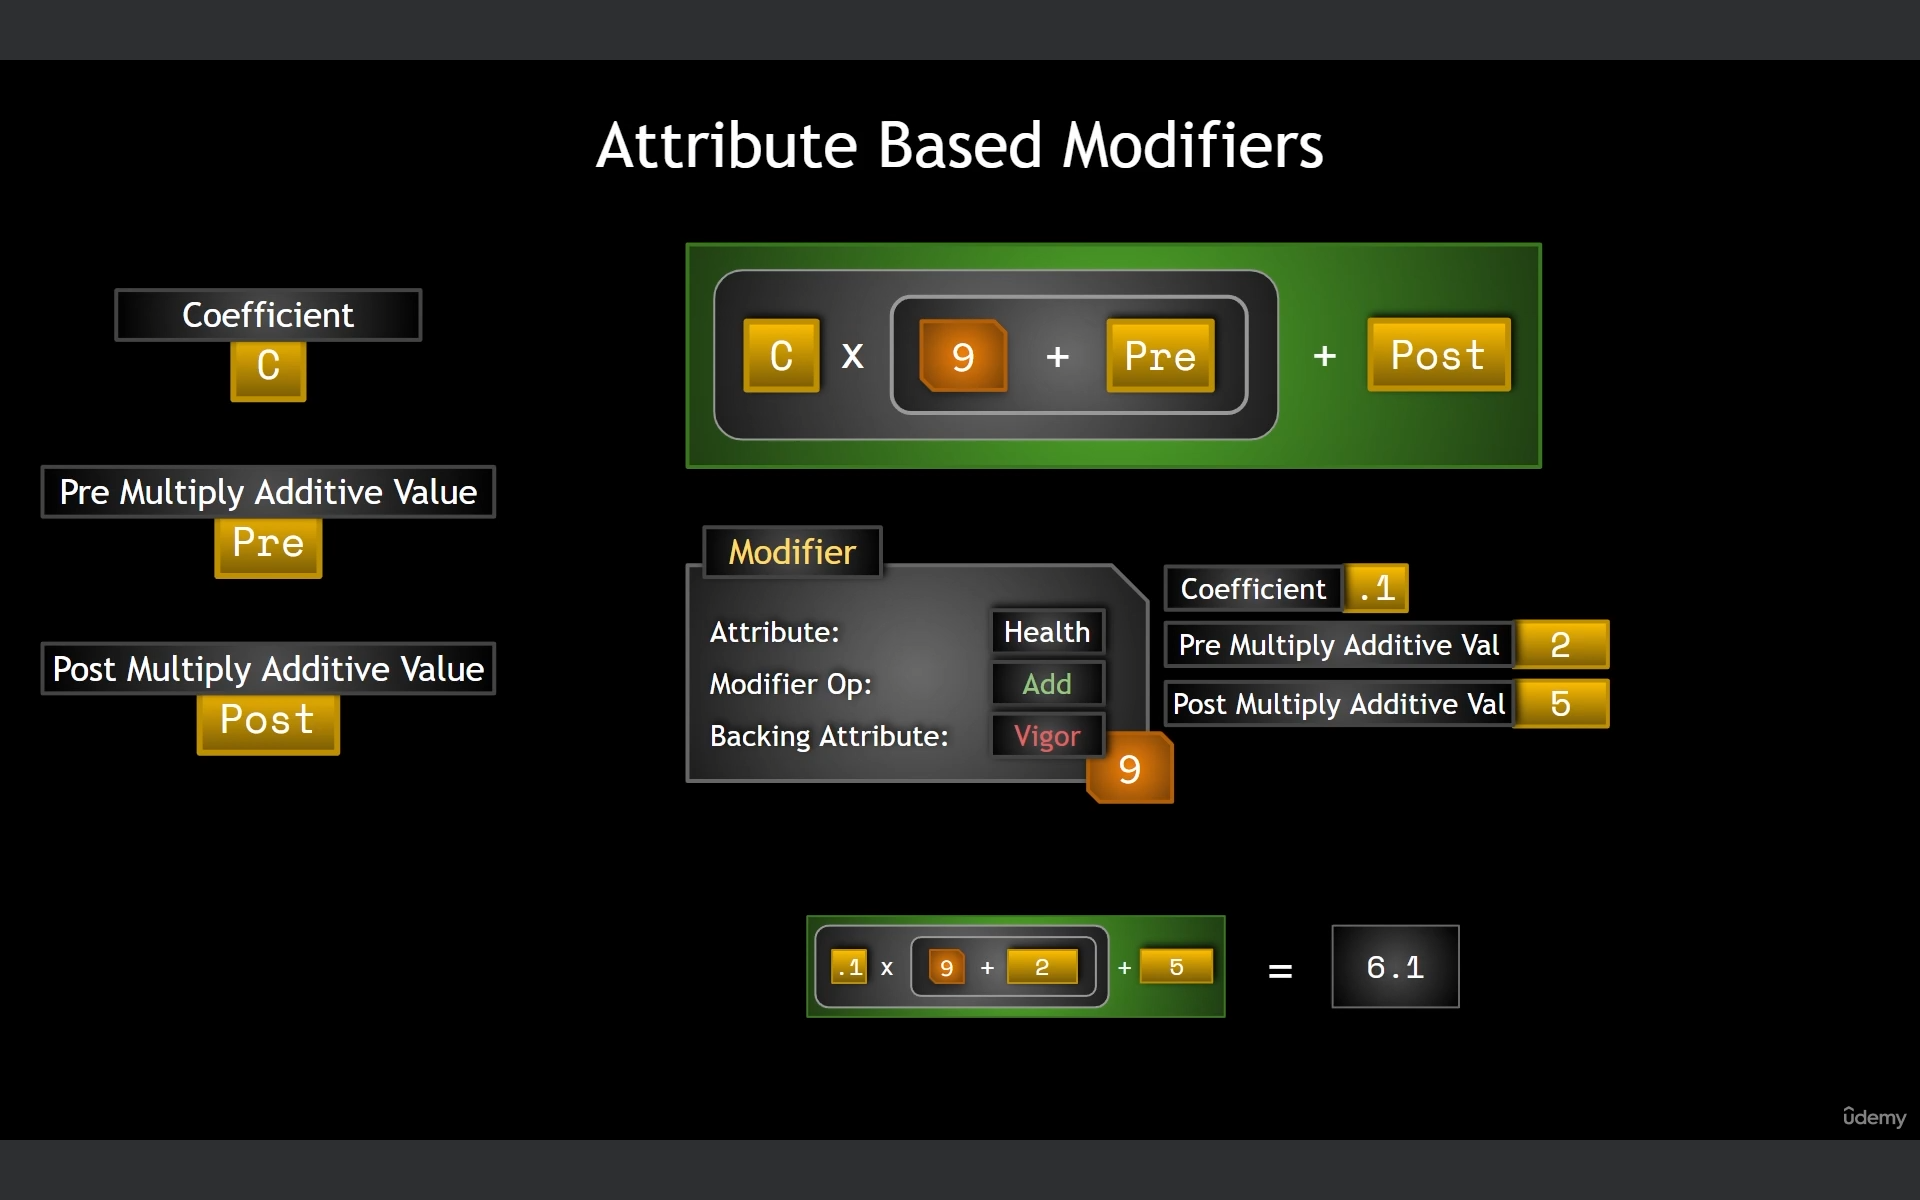 Attribute Based Modifiers
Coefficient
C
Pre Multiply Additive Value
Pre
Post Multiply Additive Value
Post
C x 9 + Pre + Post
Modifier
Attribute: Health
Modifier Op: Add
Backing Attribute: Vigor
9
Coefficient .1
Pre Multiply Additive Val 2
Post Multiply Additive Val 5
.1 x 9 + 2 + 5 = 6.1
ûdemy